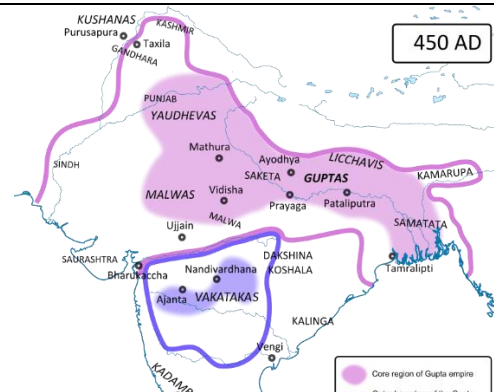 KUSHANAS
KASHMIR
450 AD
Purusapura
Taxila
GANDHARA
PUNJAB
YAUDHEVAS
Mathura
Ayodhya
LICCHAVIS
SINDH
SAKETA
GUPTAS
KAMARUPA
MALWAS
Vidisha
Prayaga
Pataliputra
MALWA
SAMATATA
Ujjain
SAURASHTRA
DAKSHINA
KOSHALA
Tamralipti
Bharukaccha
Nandivardhana
Ajanta
VAKATAKAS
KALINGA
Vengi
Core region of Gupta empire